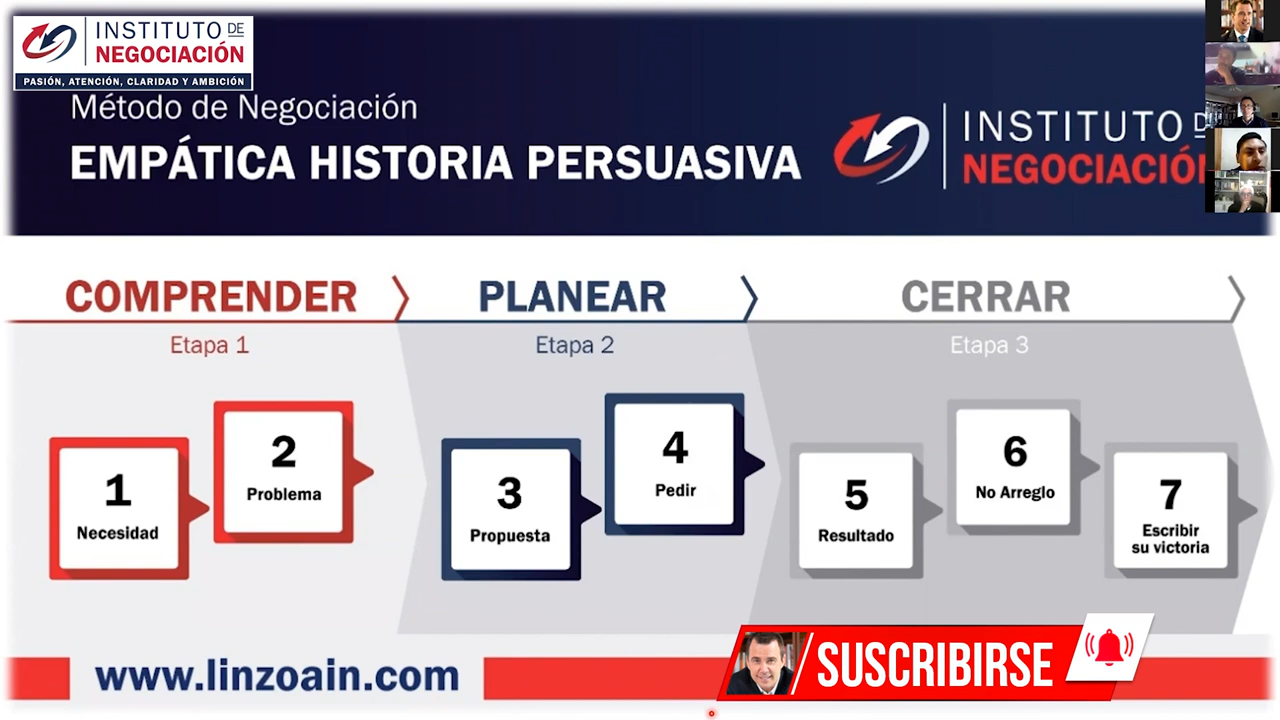 INSTITUTO DE
NEGOCIACIÓN
PASIÓN, ATENCIÓN, CLARIDAD Y AMBICIÓN
Método de Negociación
EMPÁTICA HISTORIA PERSUASIVA
INSTITUTO D
NEGOCIACIÓN
COMPRENDER
PLANEAR
CERRAR
Etapa 1
Etapa 2
Etapa 3
1
Necesidad
2
Problema
3
Propuesta
4
Pedir
5
Resultado
6
No Arreglo
7
Escribir
su victoria
www.linzoain.com
SUSCRIBIRSE